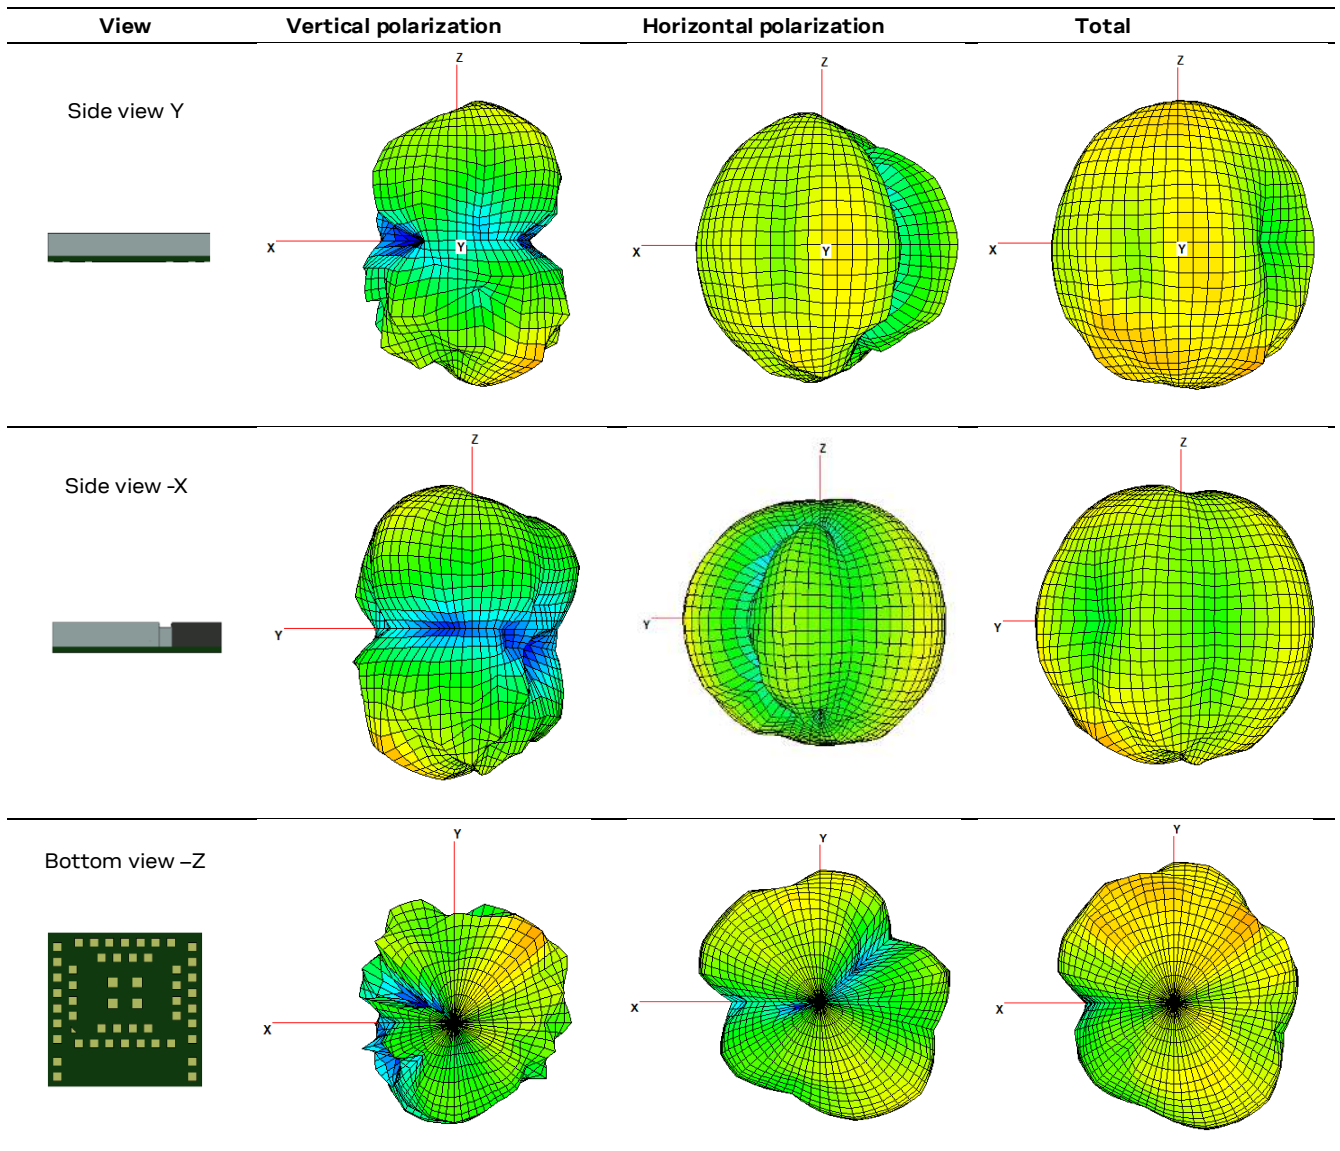 View Vertical polarization Horizontal polarization Total
Side view Y
Z
X
Y
Z
X
Y
Z
X
Y
Side view -X
Z
Y
Z
Y
Z
Y
Bottom view –Z
Y
X
Y
X
Y
X